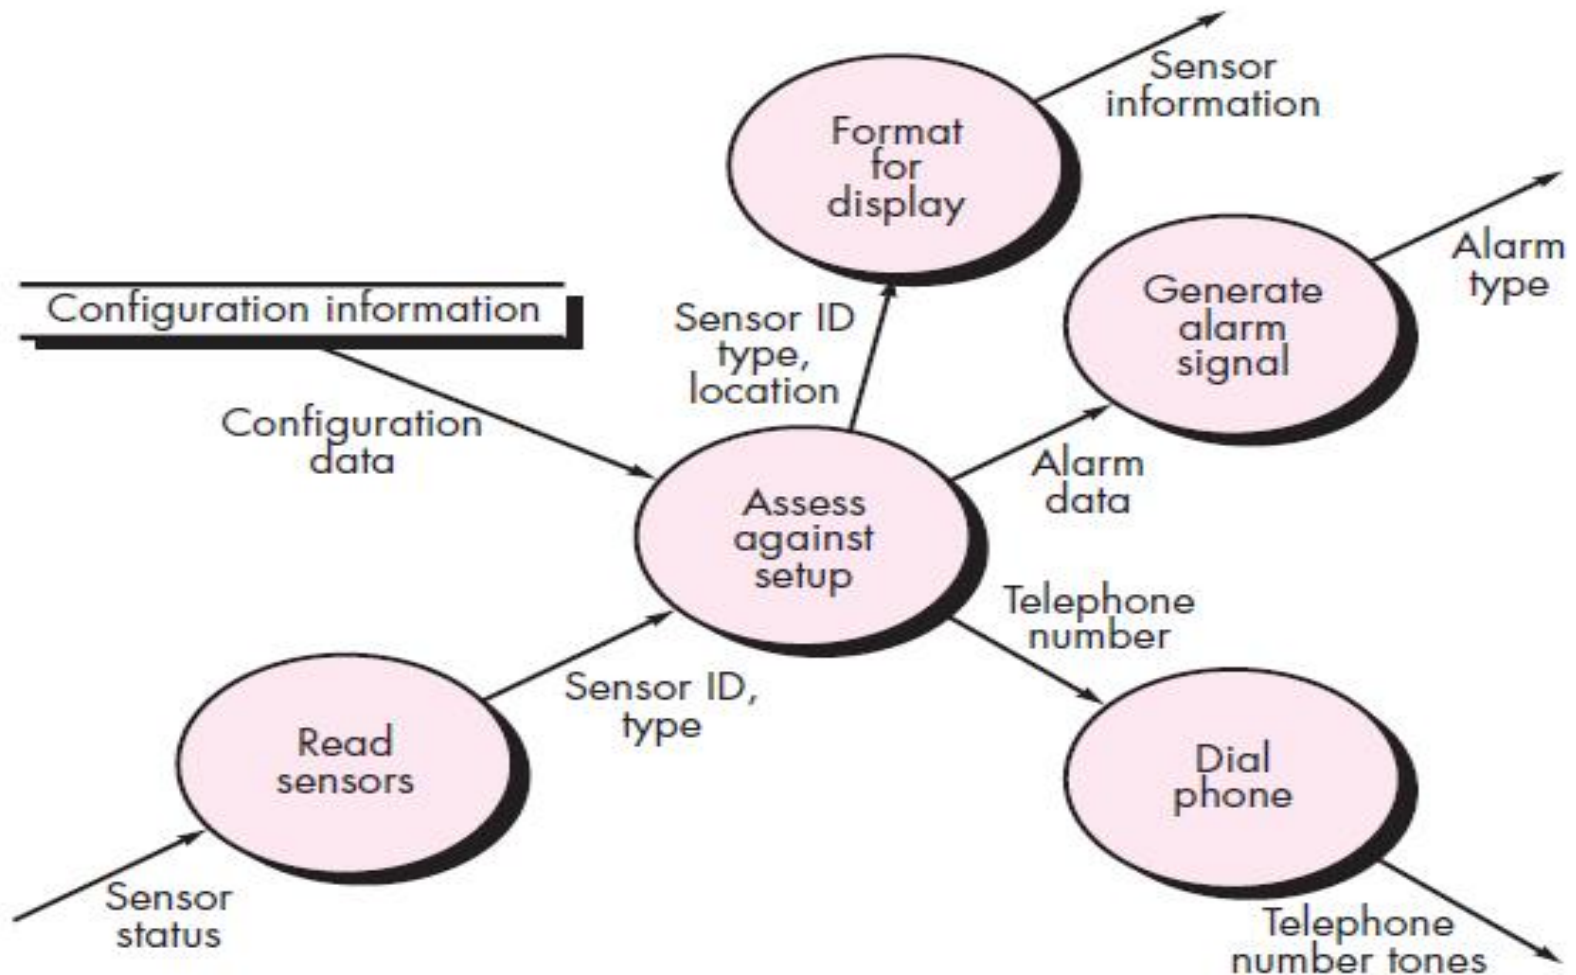 Sensor
information
Format
for
display
Alarm
type
Generate
alarm
signal
Configuration information
Sensor ID
type,
location
Configuration
data
Alarm
data
Assess
against
setup
Telephone
number
Sensor ID,
type
Read
sensors
Dial
phone
Sensor
status
Telephone
number tones